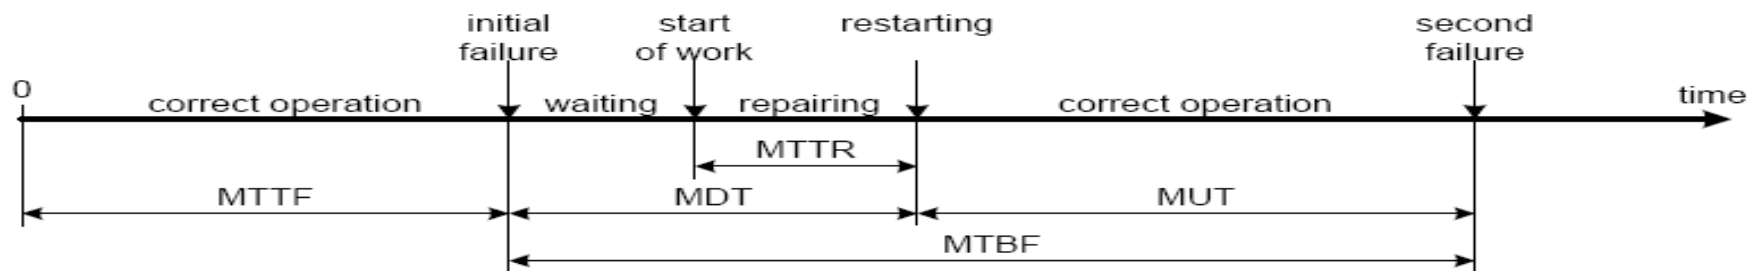 initial
failure
start
of work
restarting
second
failure
0
correct operation
waiting
repairing
correct operation
time
MTTR
MTTF
MDT
MUT
MTBF